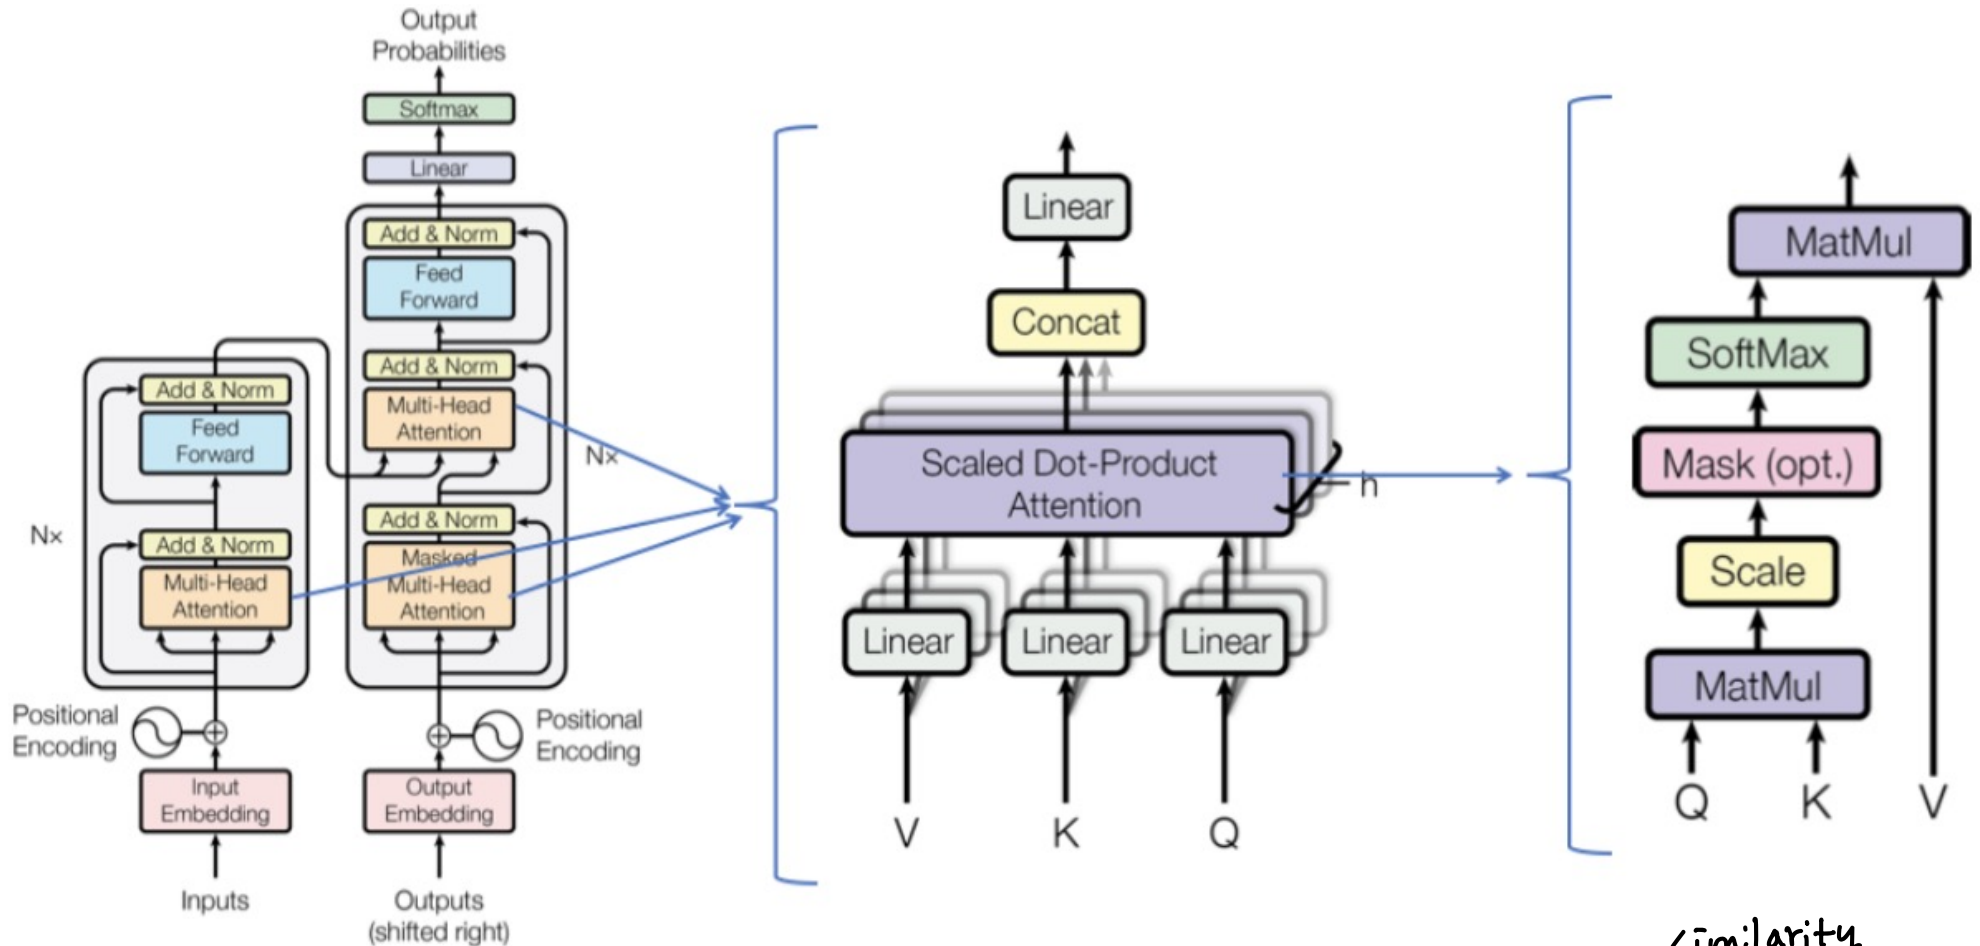 Output
Probabilities
Softmax
Linear
Add & Norm
Feed
Forward
Add & Norm
Multi-Head
Attention
Nx
Add & Norm
Masked
Multi-Head
Attention
Add & Norm
Feed
Forward
Nx
Add & Norm
Multi-Head
Attention
Positional
Encoding
Positional
Encoding
Input
Embedding
Output
Embedding
Inputs
Outputs
(shifted right)
Linear
Concat
Scaled Dot-Product
Attention
h
Linear
Linear
Linear
V
K
Q
MatMul
SoftMax
Mask (opt.)
Scale
MatMul
Q
K
V
similarity